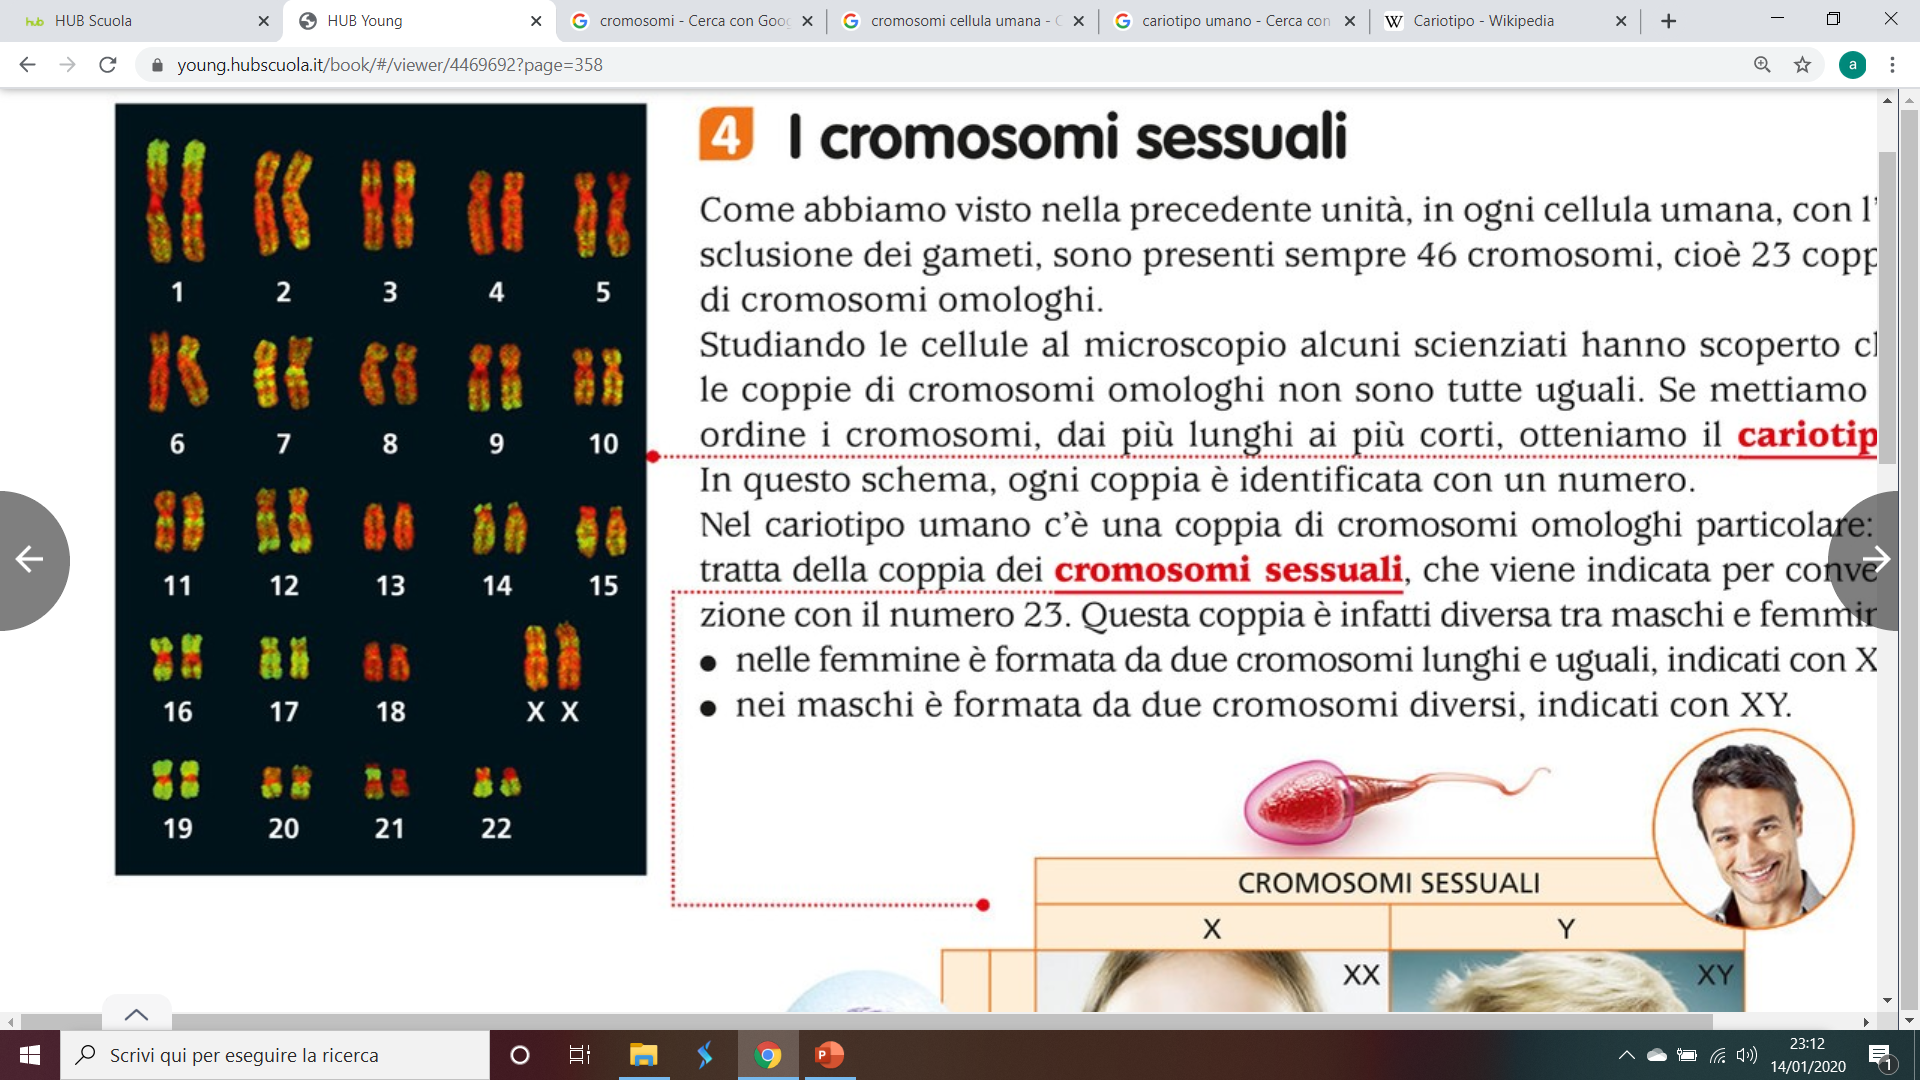 HUB Scuola
HUB Young
cromosomi - Cerca con Goo
cromosomi cellula umana -
cariotipo umano - Cerca con
W Cariotipo - Wikipedia
young.hubscuola.it/book/#/viewer/4469692?page=358
a
1 2 3 4 5
6 7 8 9 10
11 12 13 14 15
16 17 18 X X
19 20 21 22
4 I cromosomi sessuali
Come abbiamo visto nella precedente unità, in ogni cellula umana, con l'
sclusione dei gameti, sono presenti sempre 46 cromosomi, cioè 23 copp
di cromosomi omologhi.
Studiando le cellule al microscopio alcuni scienziati hanno scoperto c
le coppie di cromosomi omologhi non sono tutte uguali. Se mettiamo
ordine i cromosomi, dai più lunghi ai più corti, otteniamo il cariotip
In questo schema, ogni coppia è identificata con un numero.
Nel cariotipo umano c'è una coppia di cromosomi omologhi particolare:
tratta della coppia dei cromosomi sessuali, che viene indicata per conve
zione con il numero 23. Questa coppia è infatti diversa tra maschi e femmin
● nelle femmine è formata da due cromosomi lunghi e uguali, indicati con X
● nei maschi è formata da due cromosomi diversi, indicati con XY.
CROMOSOMI SESSUALI
X Y
XX XY
Scrivi qui per eseguire la ricerca
23:12
14/01/2020
1